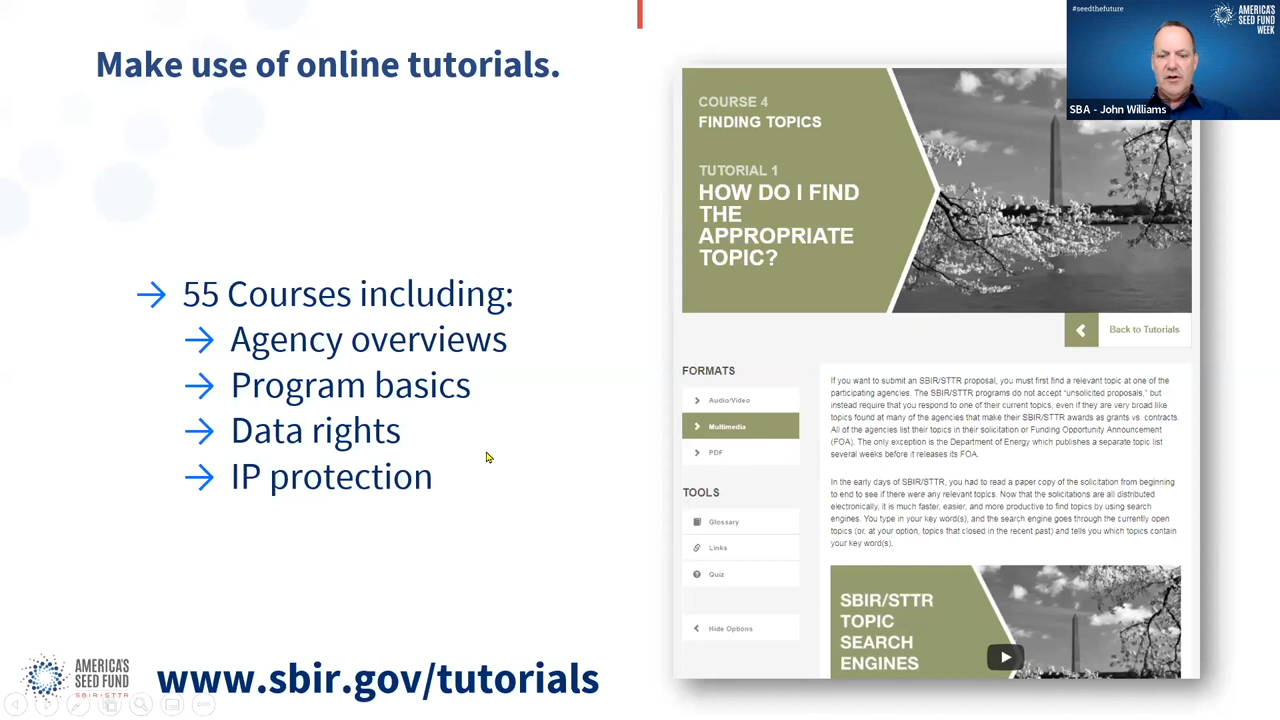 Make use of online tutorials.
55 Courses including:
Agency overviews
Program basics
Data rights
IP protection
AMERICA'S
SEED FUND
SBIR·STTR
www.sbir.gov/tutorials
COURSE 4
FINDING TOPICS
TUTORIAL 1
HOW DO I FIND
THE
APPROPRIATE
TOPIC?
Back to Tutorials
FORMATS
Audio/Video
Multimedia
PDF
TOOLS
Glossary
Links
Quiz
Hide Options
If you want to submit an SBIR/STTR proposal, you must first find a relevant topic at one of the
participating agencies. The SBIR/STTR programs do not accept "unsolicited proposals," but
instead require that you respond to one of their current topics, even if they are very broad like
topics found at many of the agencies that make their SBIR/STTR awards as grants vs. contracts.
All of the agencies list their topics in their solicitation or Funding Opportunity Announcement
(FOA). The only exception is the Department of Energy which publishes a separate topic list
several weeks before it releases its FOA.
In the early days of SBIR/STTR, you had to read a paper copy of the solicitation from beginning
to end to see if there were any relevant topics. Now that the solicitations are all distributed
electronically, it is much faster, easier, and more productive to find topics by using search
engines. You type in your key word(s), and the search engine goes through the currently open
topics (or, at your option, topics that closed in the recent past) and tells you which topics contain
your key word(s).
SBIR/STTR
TOPIC
SEARCH
ENGINES
#seedthefuture
AMERICA'S
SEED FUND
WEEK
SBA - John Williams